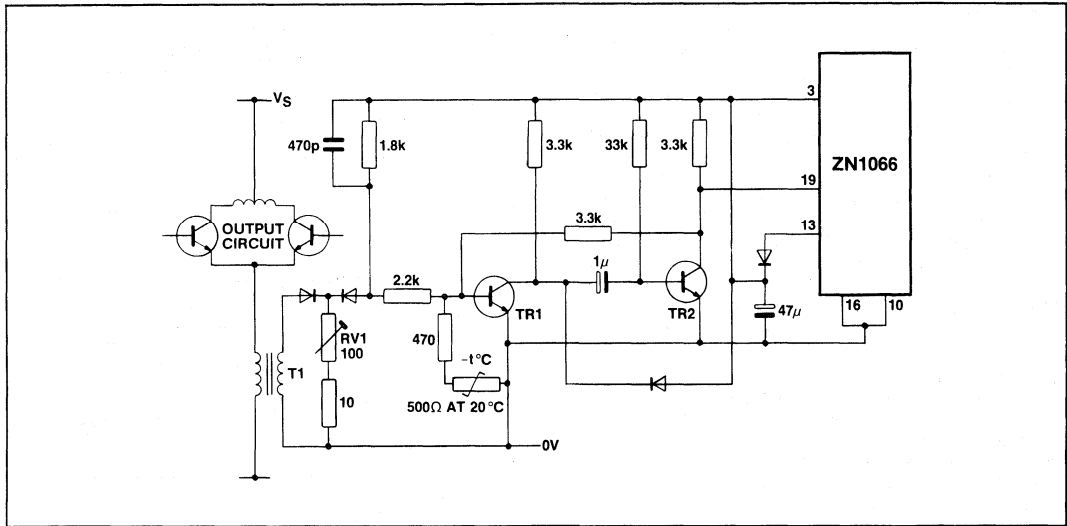 VS
470p
1.8k
3.3k
33k
3.3k
3
ZN1066
19
13
OUTPUT
CIRCUIT
3.3k
2.2k
1µ
TR1
TR2
47µ
16
10
RV1
100
470
–t°C
T1
10
500Ω AT 20°C
0V